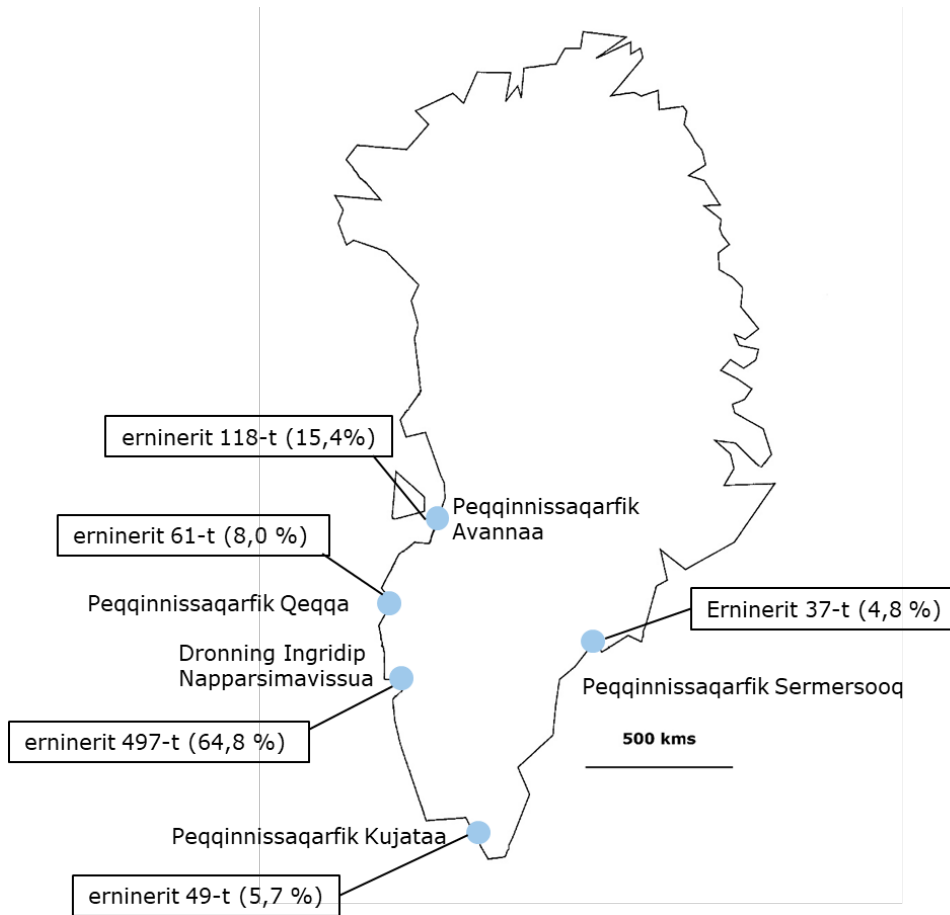 erninerit 118-t (15,4%)
Peqqinnissaqarfik
Avannaa
erninerit 61-t (8,0 %)
Peqqinnissaqarfik Qeqqa
Erninerit 37-t (4,8 %)
Dronning Ingridip
Napparsimavissua
Peqqinnissaqarfik Sermersooq
erninerit 497-t (64,8 %)
500 kms
Peqqinnissaqarfik Kujataa
erninerit 49-t (5,7 %)